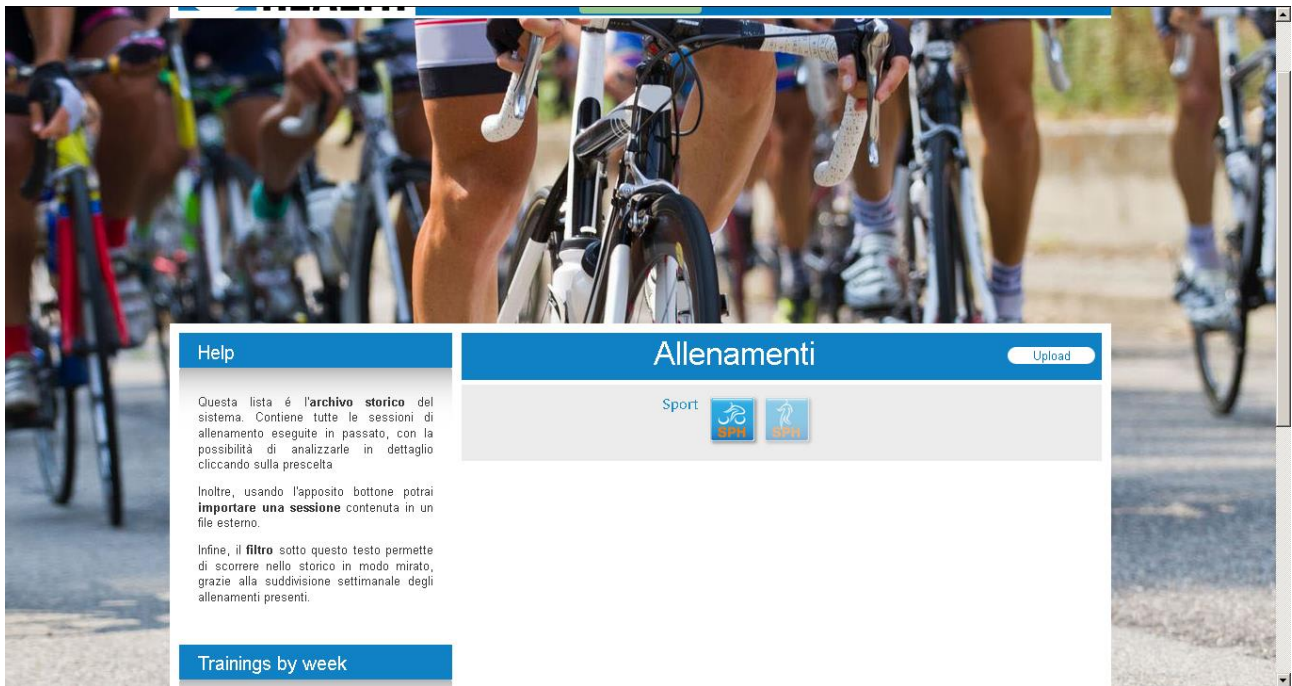 Help
Questa lista é l'archivo storico del
sistema. Contiene tutte le sessioni di
allenamento eseguite in passato, con la
possibilità di analizzarle in dettaglio
cliccando sulla prescelta
Inoltre, usando l'apposito bottone potrai
importare una sessione contenuta in un
file esterno.
Infine, il filtro sotto questo testo permette
di scorrere nello storico in modo mirato,
grazie alla suddivisione settimanale degli
allenamenti presenti.
Trainings by week
Allenamenti
Upload
Sport
SPH
SPH